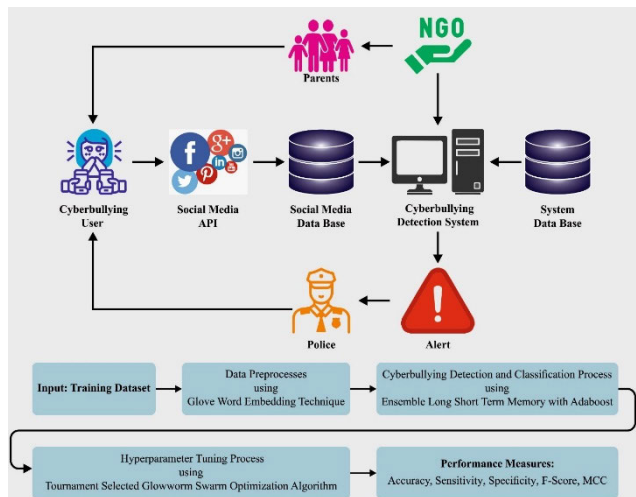 NGO
Parents
f
g+
in
You
Cyberbullying
User
Social Media
API
Social Media
Data Base
Cyberbullying
Detection System
System
Data Base
Police
Alert
Input: Training Dataset
Data Preprocesses
using
Glove Word Embedding Technique
Cyberbullying Detection and Classification Process
using
Ensemble Long Short Term Memory with Adaboost
Hyperparameter Tuning Process
using
Tournament Selected Glowworm Swarm Optimization Algorithm
Performance Measures:
Accuracy, Sensitivity, Specificity, F-Score, MCC